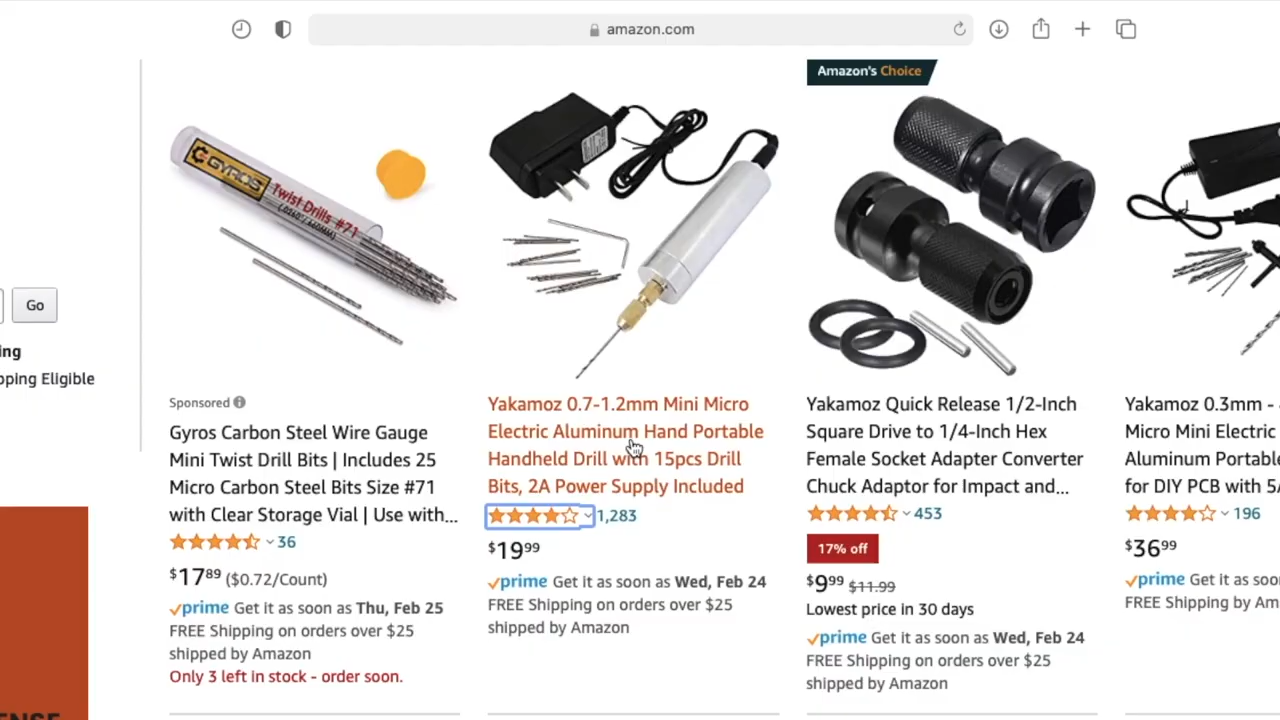 amazon.com
Go
ing
pping Eligible
GYROS
Twist Drills #71
Sponsored
Gyros Carbon Steel Wire Gauge
Mini Twist Drill Bits | Includes 25
Micro Carbon Steel Bits Size #71
with Clear Storage Vial | Use with...
36
$17 89 ($0.72/Count)
prime Get it as soon as Thu, Feb 25
FREE Shipping on orders over $25
shipped by Amazon
Only 3 left in stock - order soon.
Yakamoz 0.7-1.2mm Mini Micro
Electric Aluminum Hand Portable
Handheld Drill with 15pcs Drill
Bits, 2A Power Supply Included
1,283
$19 99
prime Get it as soon as Wed, Feb 24
FREE Shipping on orders over $25
shipped by Amazon
Amazon's Choice
Yakamoz Quick Release 1/2-Inch
Square Drive to 1/4-Inch Hex
Female Socket Adapter Converter
Chuck Adaptor for Impact and...
453
17% off
$9 99 $11.99
Lowest price in 30 days
prime Get it as soon as Wed, Feb 24
FREE Shipping on orders over $25
shipped by Amazon
Yakamoz 0.3mm -
Micro Mini Electric
Aluminum Portabl
for DIY PCB with 5
196
$36 99
prime Get it as soo
FREE Shipping by Am
ENSE